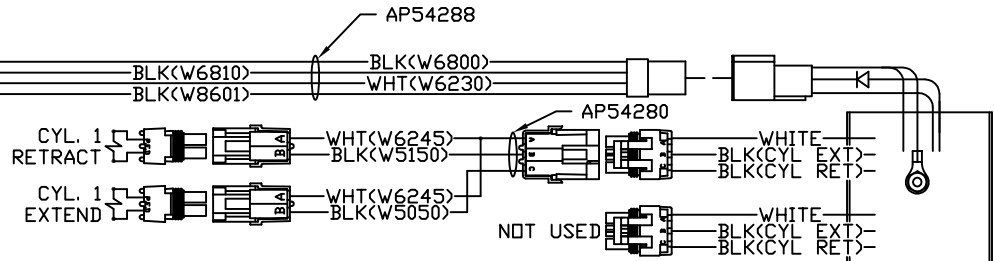 AP54288
BLK(W6800)
BLK(W6810)
WHT(W6230)
BLK(W8601)
AP54280
CYL. 1
RETRACT
B A
WHT(W6245)
BLK(W5150)
A
B
C
WHITE
BLK(CYL EXT)
BLK(CYL RET)
CYL. 1
EXTEND
B A
WHT(W6245)
BLK(W5050)
NOT USED
WHITE
BLK(CYL EXT)
BLK(CYL RET)